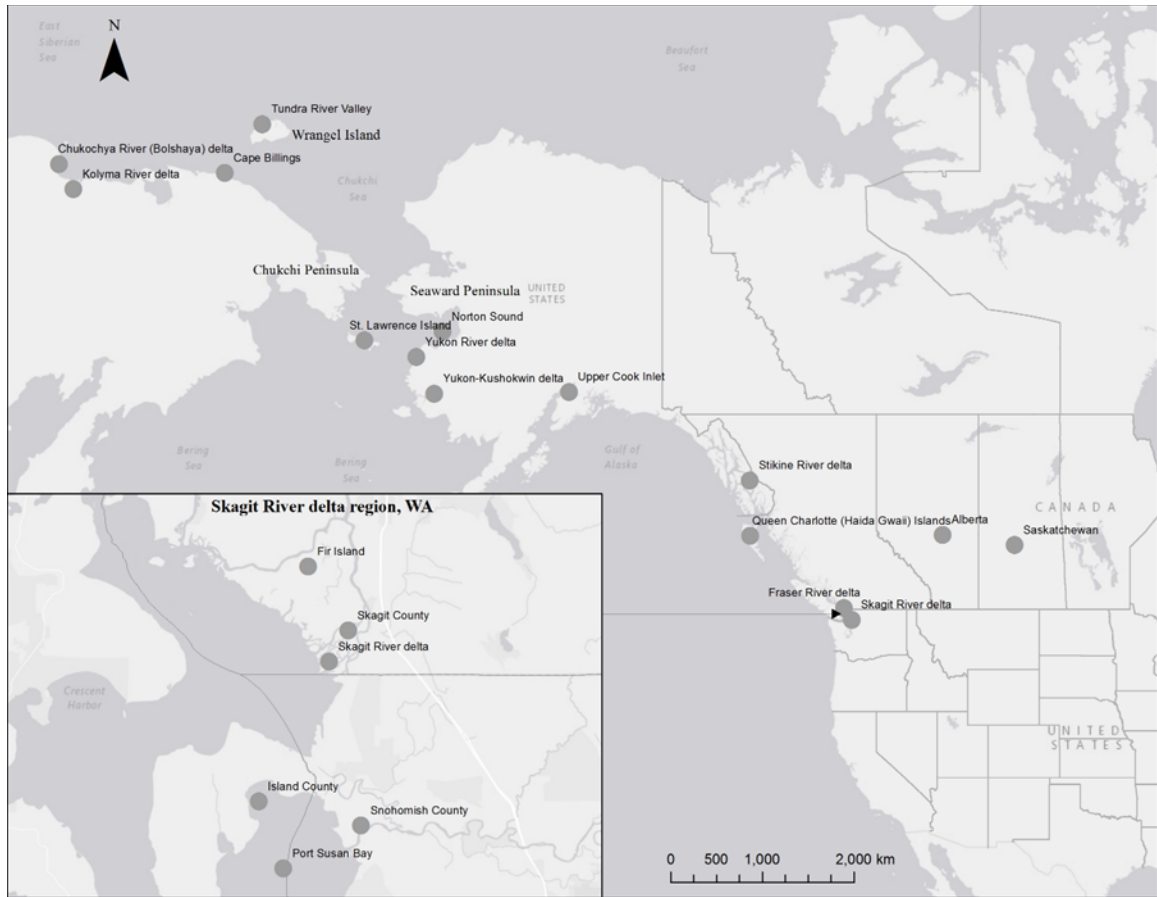 East
Siberian
Sea
N
Beaufort
Sea
Tundra River Valley
Wrangel Island
Chukochya River (Bolshaya) delta
Cape Billings
Kolyma River delta
Chukchi
Sea
Chukchi Peninsula
Seaward Peninsula
UNITED
STATES
Norton Sound
St. Lawrence Island
Yukon River delta
Yukon-Kushokwin delta
Upper Cook Inlet
Bering
Sea
Bering
Sea
Gulf of
Alaska
Stikine River delta
CANADA
Queen Charlotte (Haida Gwaii) Islands
Alberta
Saskatchewan
Fraser River delta
Skagit River delta
UNITED
STATES
Skagit River delta region, WA
Fir Island
Skagit County
Skagit River delta
Crescent
Harbor
Island County
Snohomish County
Port Susan Bay
0 500 1,000 2,000 km